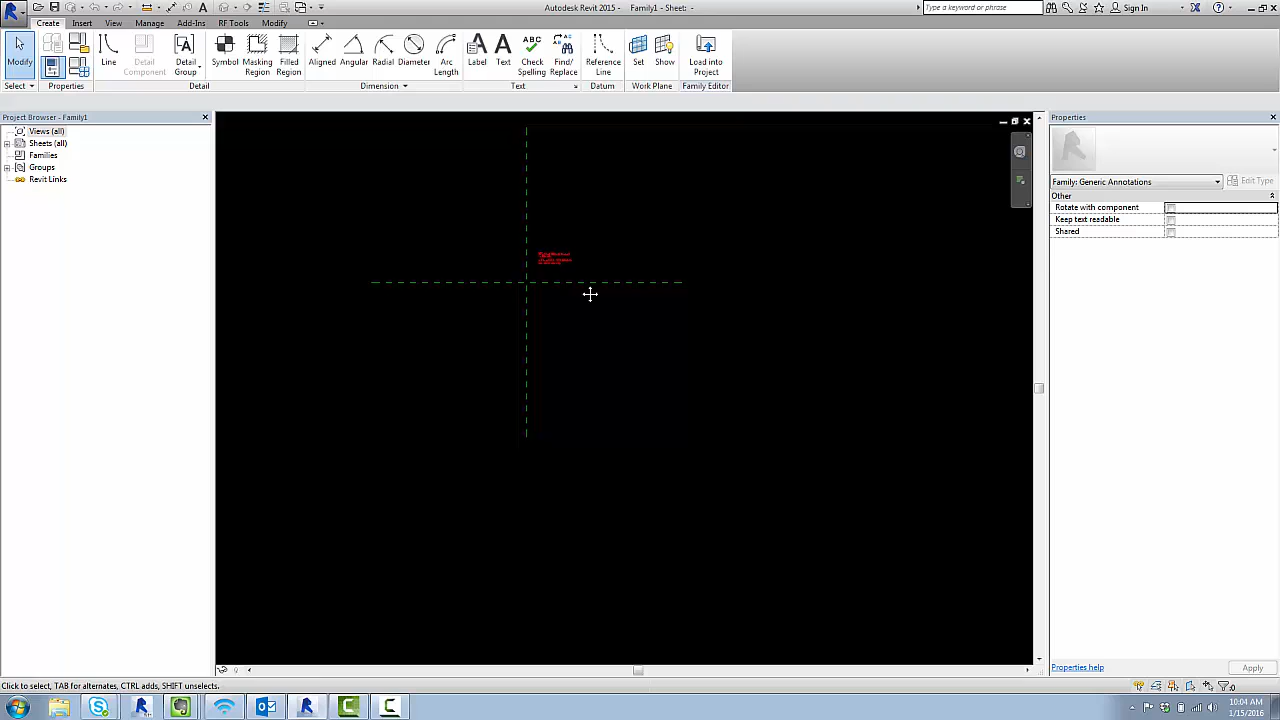 Autodesk Revit 2015 - Family1 - Sheet:
Type a keyword or phrase
Sign In
Create Insert View Manage Add-Ins RF Tools Modify
Modify Line Detail Component Detail Group Symbol Masking Region Filled Region Aligned Angular Radial Diameter Arc Length Label Text Check Spelling Find/ Replace Reference Line Set Show Load into Project
Select Properties Detail Dimension Text Datum Work Plane Family Editor
Project Browser - Family1
Views (all)
Sheets (all)
Families
Groups
Revit Links
Properties
Family: Generic Annotations
Edit Type
Other
Rotate with component
Keep text readable
Shared
Properties help
Apply
Click to select, TAB for alternates, CTRL adds, SHIFT unselects.
:0
10:04 AM
1/15/2016